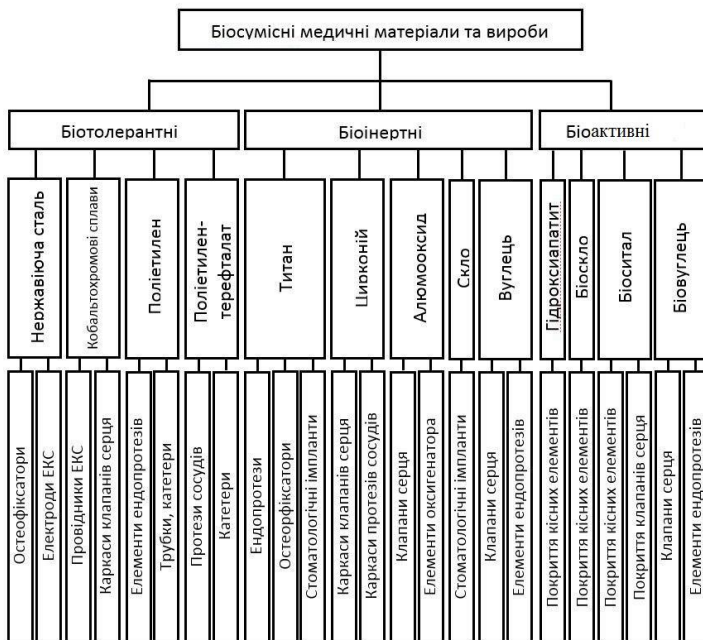 Біосумісні медичні матеріали та вироби
Біотолерантні
Біоінертні
Біоактивні
Нержавіюча сталь
Кобальтохромові сплави
Поліетилен
Поліетилен-
терефталат
Титан
Цирконій
Алюмооксид
Скло
Вуглець
Гідроксиапатит
Біоскло
Біоситал
Біовуглець
Остеофіксатори
Електроди ЕКС
Провідники ЕКС
Каркаси клапанів серця
Елементи ендопротезів
Трубки, катетери
Протези сосудів
Катетери
Ендопротези
Остеорфіксатори
Стоматологічні імпланти
Каркаси клапанів серця
Каркаси протезів сосудів
Клапани серця
Елементи оксигенатора
Стоматологічні імпланти
Клапани серця
Елементи ендопротезів
Покриття кісних елементів
Покриття кісних елементів
Покриття кісних елементів
Покриття клапанів серця
Клапани серця
Елементи ендопротезів